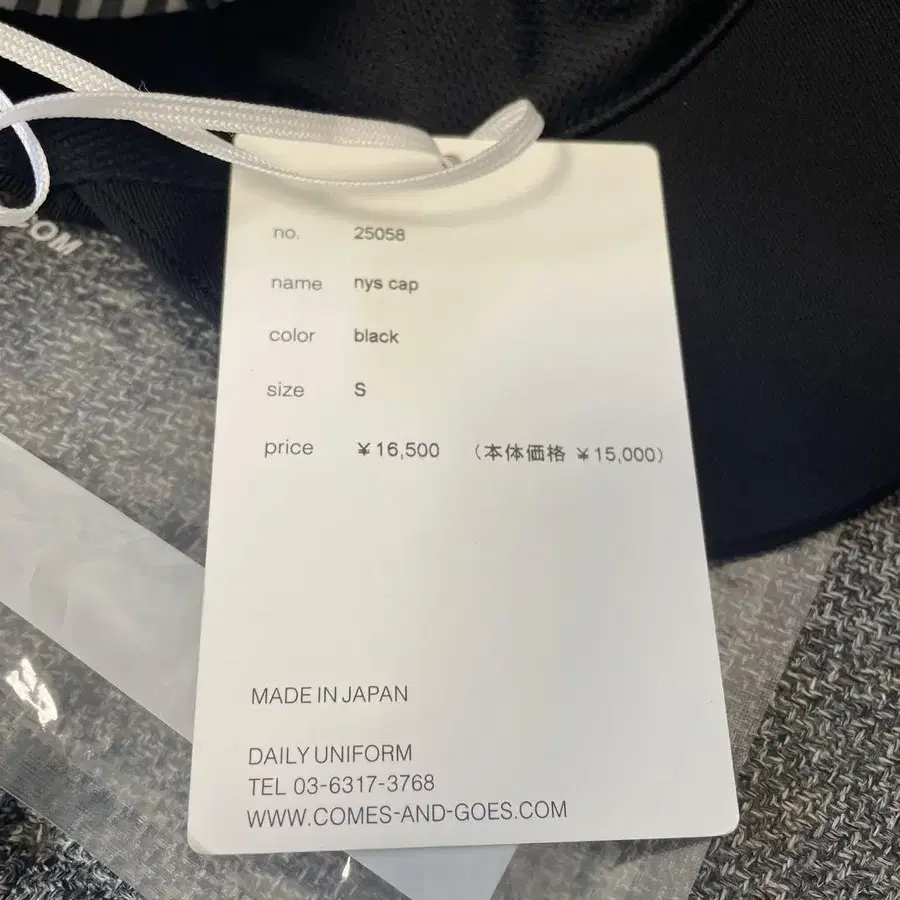 .COM
no. 25058
name nys cap
color black
size S
price ¥16,500 (本体価格 ¥15,000)
MADE IN JAPAN
DAILY UNIFORM
TEL 03-6317-3768
WWW.COMES-AND-GOES.COM